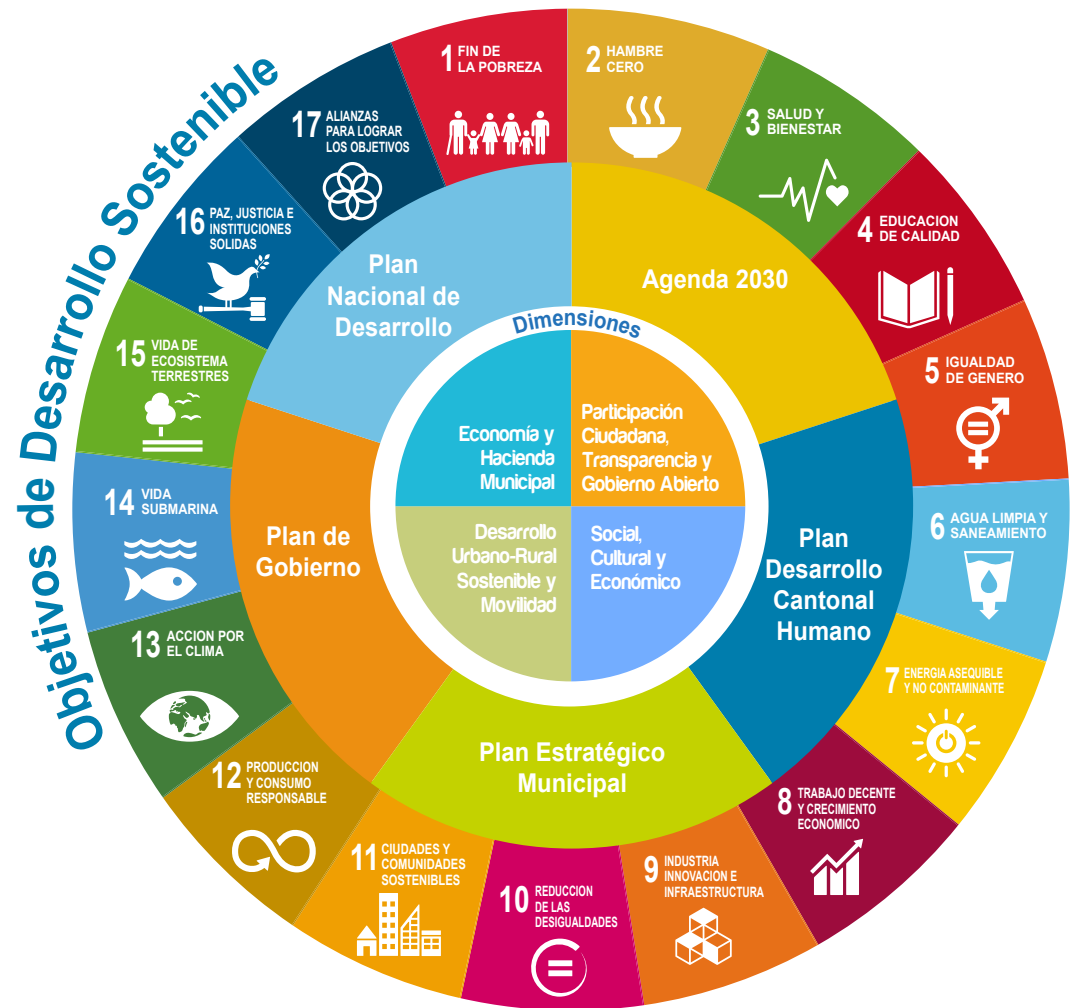 Objetivos de Desarrollo Sostenible
1 FIN DE
LA POBREZA
2 HAMBRE
CERO
3 SALUD Y
BIENESTAR
4 EDUCACION
DE CALIDAD
5 IGUALDAD
DE GENERO
6 AGUA LIMPIA Y
SANEAMIENTO
7 ENERGIA ASEQUIBLE
Y NO CONTAMINANTE
8 TRABAJO DECENTE
Y CRECIMIENTO
ECONOMICO
9 INDUSTRIA
INNOVACION E
INFRAESTRUCTURA
10 REDUCCION
DE LAS
DESIGUALDADES
11 CIUDADES Y
COMUNIDADES
SOSTENIBLES
12 PRODUCCION
Y CONSUMO
RESPONSABLE
13 ACCION POR
EL CLIMA
14 VIDA
SUBMARINA
15 VIDA DE
ECOSISTEMA
TERRESTRES
16 PAZ, JUSTICIA E
INSTITUCIONES
SOLIDAS
17 ALIANZAS
PARA LOGRAR
LOS OBJETIVOS
Plan
Nacional de
Desarrollo
Agenda 2030
Plan
Desarrollo
Cantonal
Humano
Plan Estratégico
Municipal
Plan de
Gobierno
Dimensiones
Economía y
Hacienda
Municipal
Participación
Ciudadana,
Transparencia y
Gobierno Abierto
Desarrollo
Urbano-Rural
Sostenible y
Movilidad
Social,
Cultural y
Económico